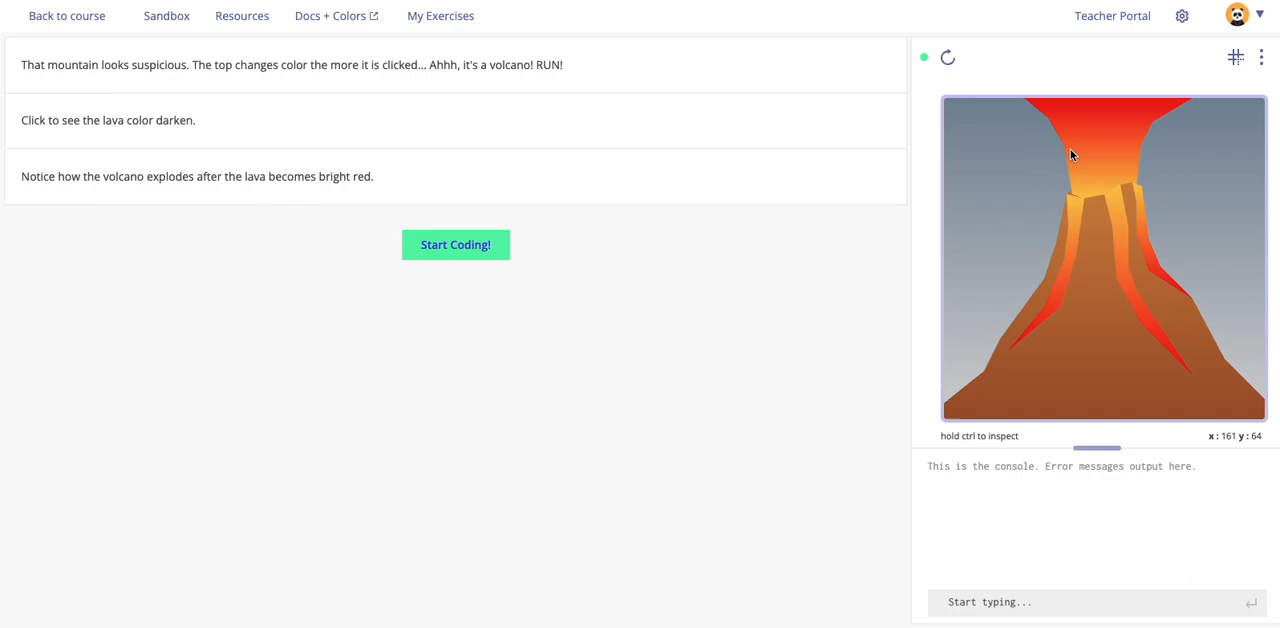 Back to course Sandbox Resources Docs + Colors My Exercises Teacher Portal
That mountain looks suspicious. The top changes color the more it is clicked... Ahhh, it's a volcano! RUN!
Click to see the lava color darken.
Notice how the volcano explodes after the lava becomes bright red.
Start Coding!
hold ctrl to inspect x: 161 y: 64
This is the console. Error messages output here.
Start typing...